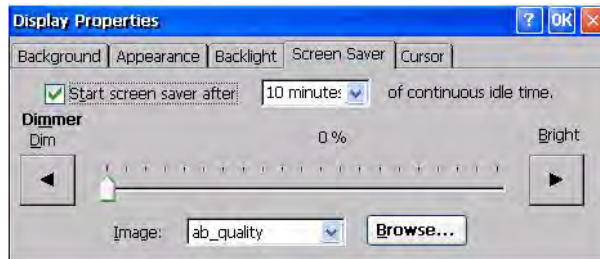 Display Properties ? OK ×
Background Appearance Backlight Screen Saver Cursor
Start screen saver after 10 minutes of continuous idle time.
Dimmer
Dim 0 % Bright
Image: ab_quality Browse...